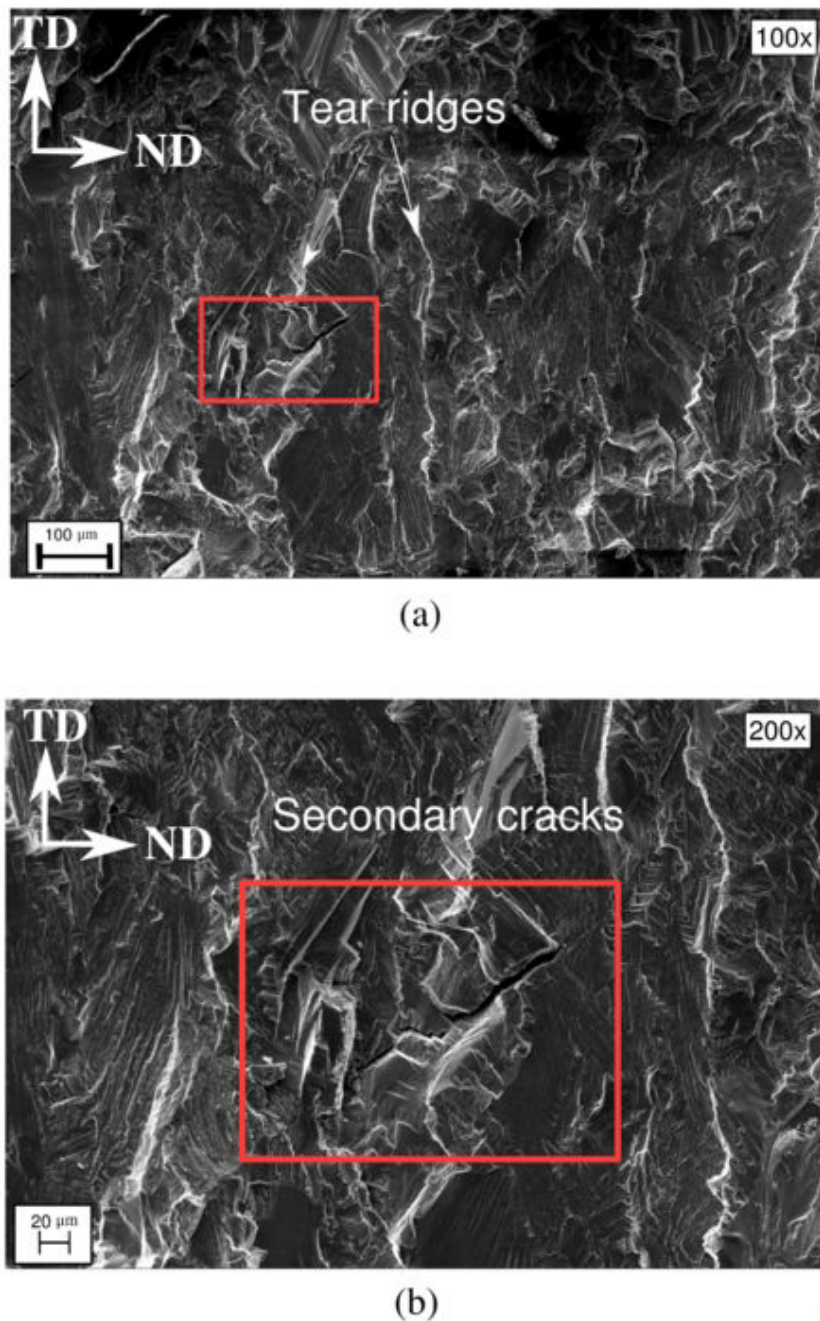 TD
100x
Tear ridges
ND
100 μm
(a)
TD
200x
Secondary cracks
ND
20 μm
(b)